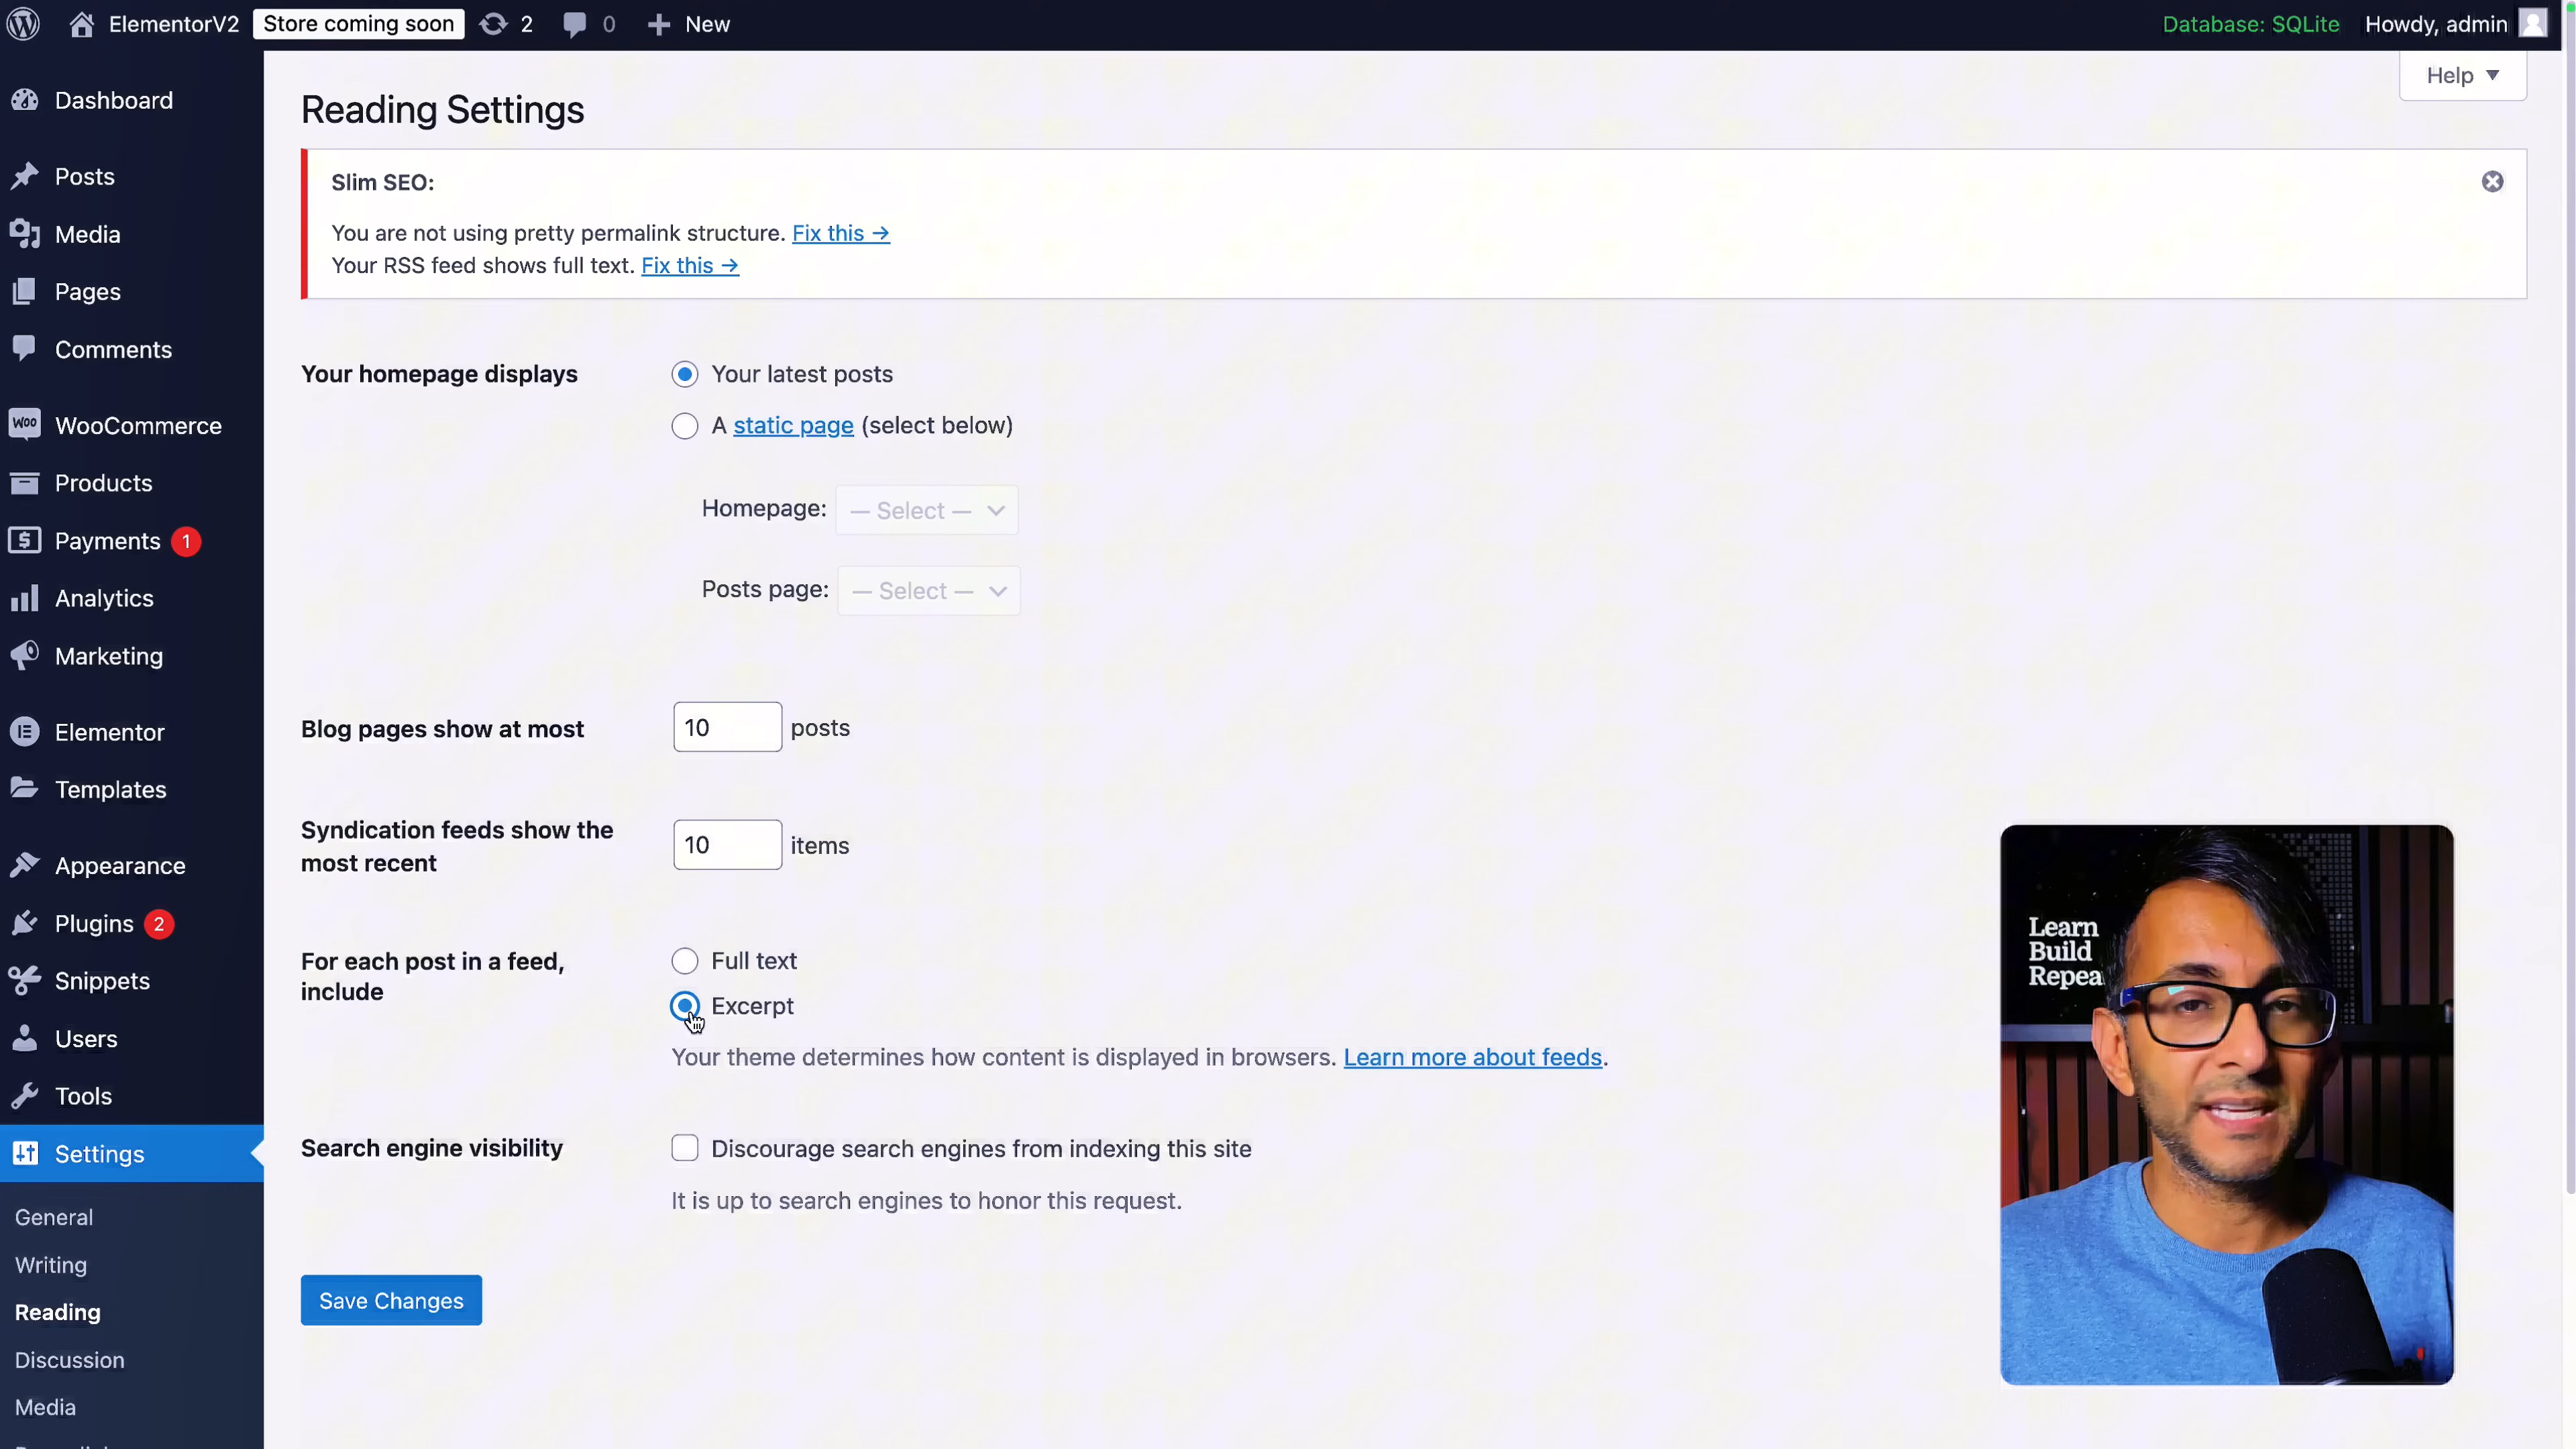 ElementorV2 Store coming soon 2 0 New Database: SQLite Howdy, admin
Help
Dashboard
Posts
Media
Pages
Comments
WooCommerce
Products
Payments 1
Analytics
Marketing
Elementor
Templates
Appearance
Plugins 2
Snippets
Users
Tools
Settings
General
Writing
Reading
Discussion
Media
Reading Settings
Slim SEO:
You are not using pretty permalink structure. Fix this →
Your RSS feed shows full text. Fix this →
Your homepage displays
Your latest posts
A static page (select below)
Homepage: — Select —
Posts page: — Select —
Blog pages show at most 10 posts
Syndication feeds show the
most recent
10 items
For each post in a feed,
include
Full text
Excerpt
Your theme determines how content is displayed in browsers. Learn more about feeds.
Search engine visibility
Discourage search engines from indexing this site
It is up to search engines to honor this request.
Save Changes
Learn
Build
Repea